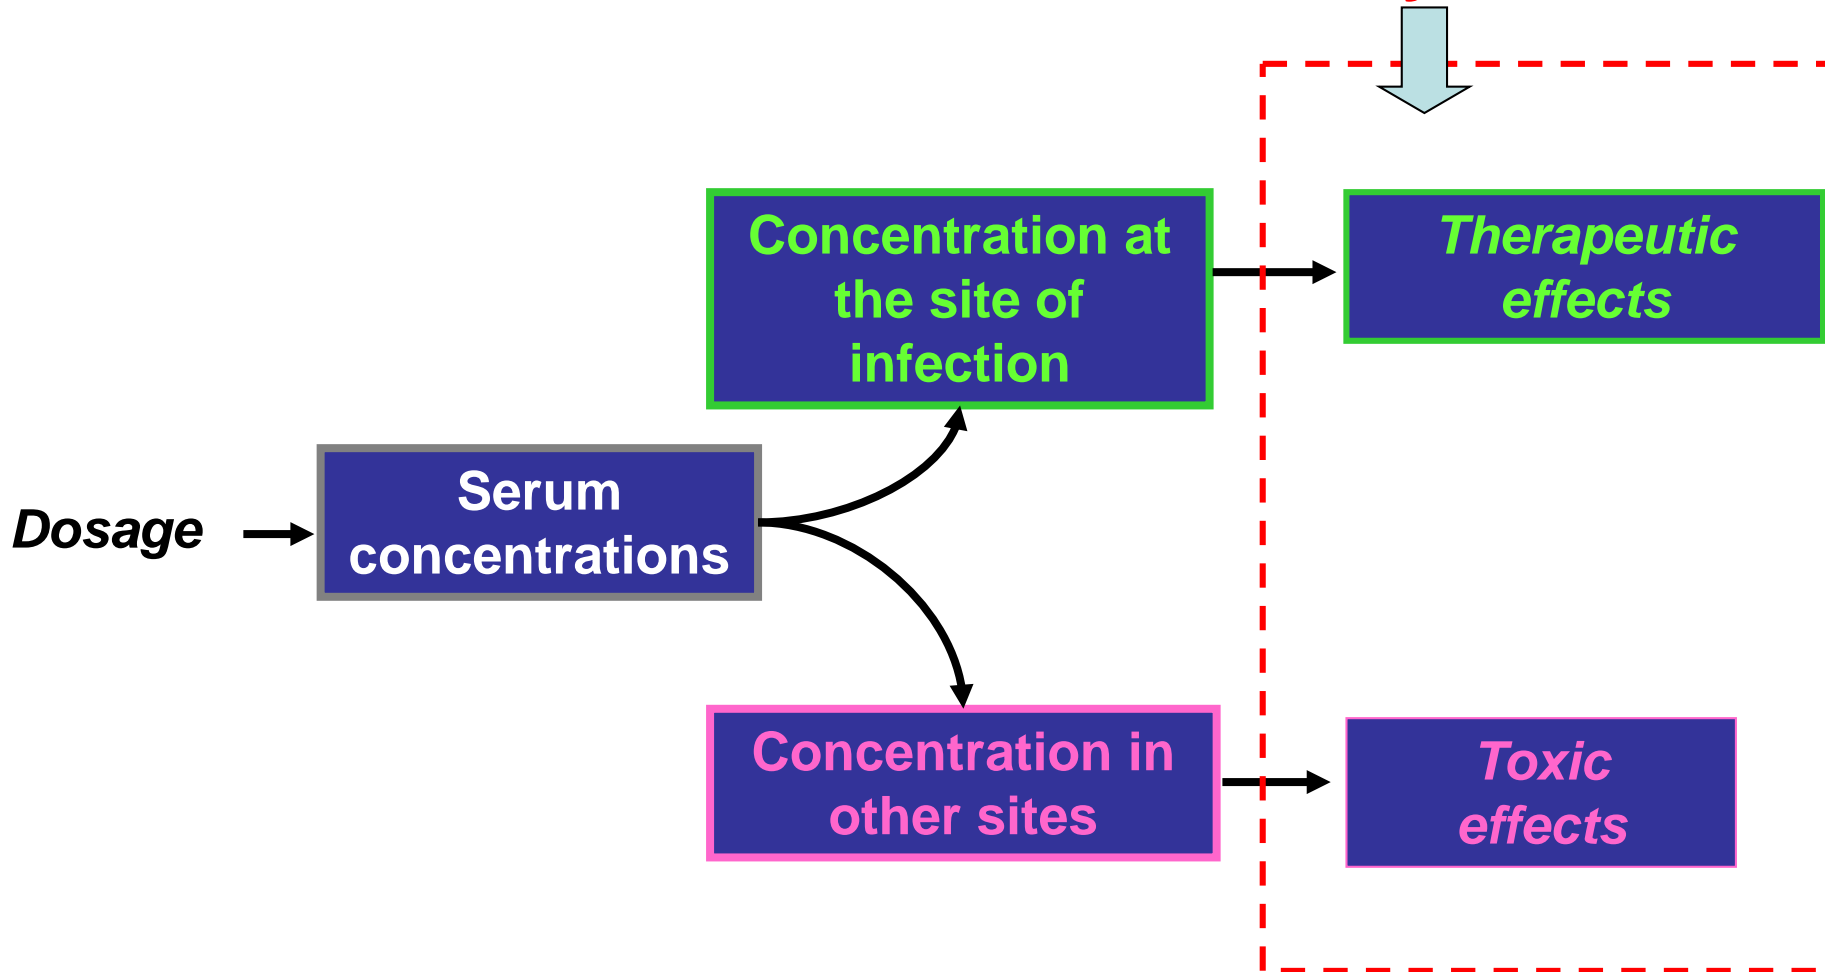 Concentration at
the site of
infection
Therapeutic
effects
Dosage
Serum
concentrations
Concentration in
other sites
Toxic
effects